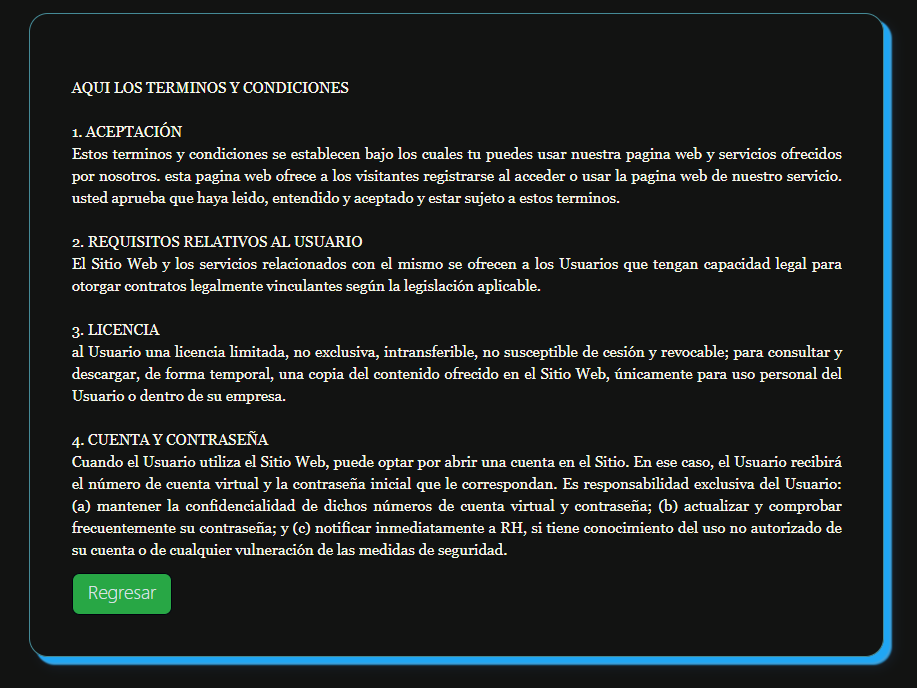 AQUI LOS TERMINOS Y CONDICIONES
1. ACEPTACIÓN
Estos terminos y condiciones se establecen bajo los cuales tu puedes usar nuestra pagina web y servicios ofrecidos
por nosotros. esta pagina web ofrece a los visitantes registrarse al acceder o usar la pagina web de nuestro servicio.
usted aprueba que haya leido, entendido y aceptado y estar sujeto a estos terminos.
2. REQUISITOS RELATIVOS AL USUARIO
El Sitio Web y los servicios relacionados con el mismo se ofrecen a los Usuarios que tengan capacidad legal para
otorgar contratos legalmente vinculantes según la legislación aplicable.
3. LICENCIA
al Usuario una licencia limitada, no exclusiva, intransferible, no susceptible de cesión y revocable; para consultar y
descargar, de forma temporal, una copia del contenido ofrecido en el Sitio Web, únicamente para uso personal del
Usuario o dentro de su empresa.
4. CUENTA Y CONTRASEÑA
Cuando el Usuario utiliza el Sitio Web, puede optar por abrir una cuenta en el Sitio. En ese caso, el Usuario recibirá
el número de cuenta virtual y la contraseña inicial que le correspondan. Es responsabilidad exclusiva del Usuario:
(a) mantener la confidencialidad de dichos números de cuenta virtual y contraseña; (b) actualizar y comprobar
frecuentemente su contraseña; y (c) notificar inmediatamente a RH, si tiene conocimiento del uso no autorizado de
su cuenta o de cualquier vulneración de las medidas de seguridad.
Regresar